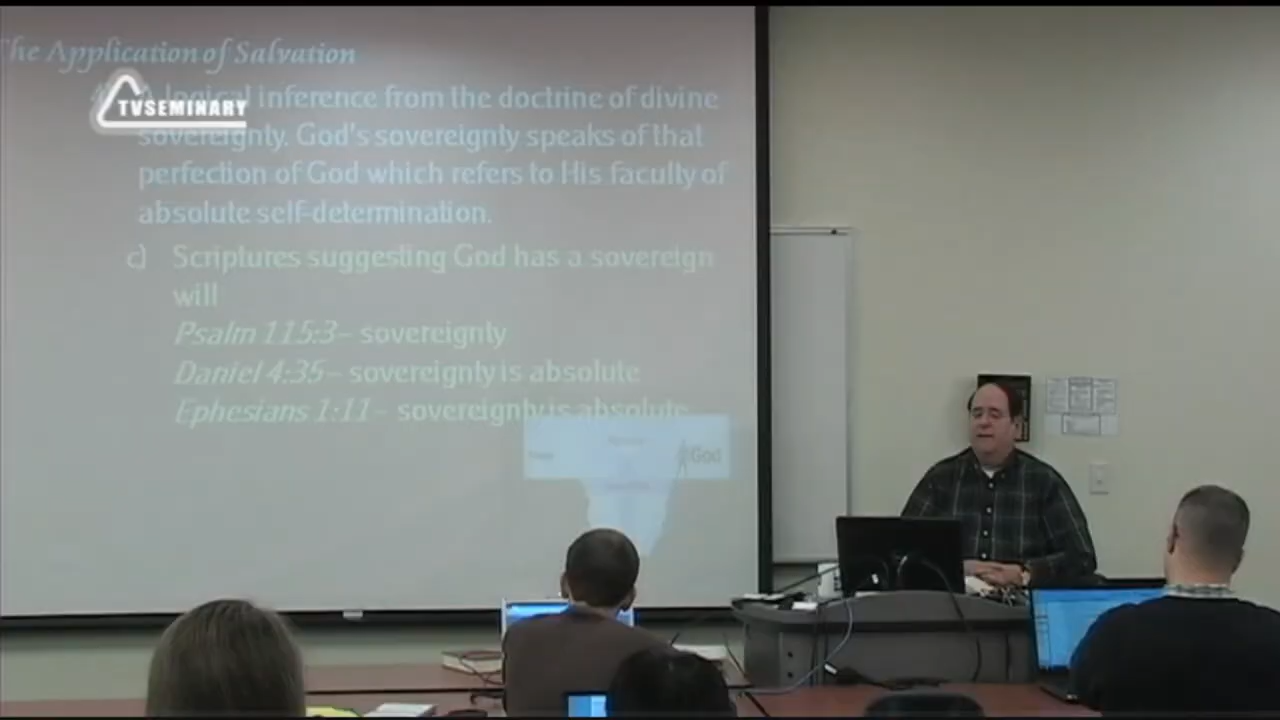 The Application of Salvation
TVSEMINARY
logical inference from the doctrine of divine
sovereignty. God's sovereignty speaks of that
perfection of God which refers to His faculty of
absolute self-determination.
c) Scriptures suggesting God has a sovereign
will
Psalm 115:3– sovereignty
Daniel 4:35– sovereignty is absolute
Ephesians 1:11 – sovereignty is absolute
God